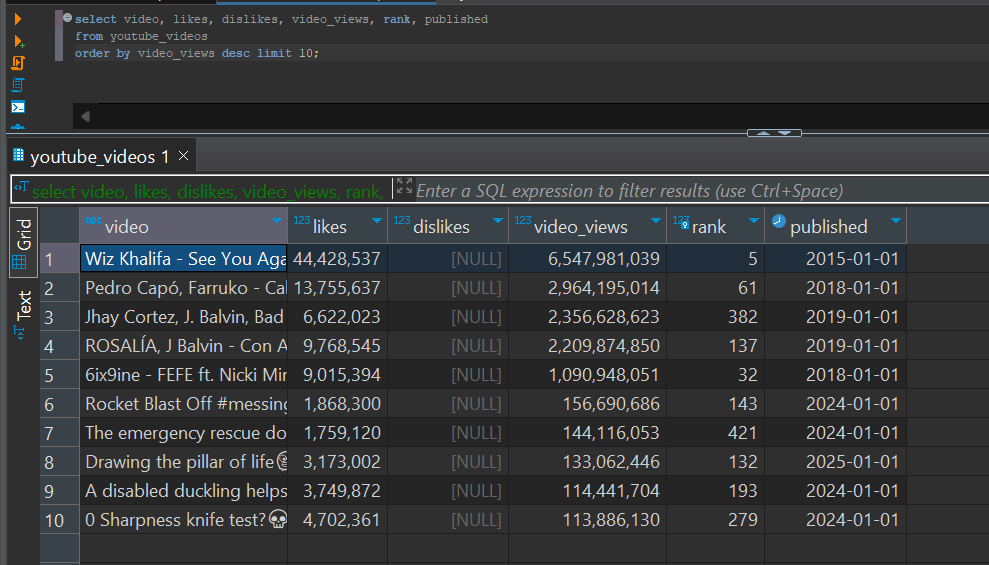 select video, likes, dislikes, video_views, rank, published
from youtube_videos
order by video_views desc limit 10;
youtube_videos 1
select video, likes, dislikes, video_views, rank, Enter a SQL expression to filter results (use Ctrl+Space)
Grid
Text
video likes dislikes video_views rank published
1 Wiz Khalifa - See You Aga 44,428,537 [NULL] 6,547,981,039 5 2015-01-01
2 Pedro Capó, Farruko - Cal 13,755,637 [NULL] 2,964,195,014 61 2018-01-01
3 Jhay Cortez, J. Balvin, Bad 6,622,023 [NULL] 2,356,628,623 382 2019-01-01
4 ROSALÍA, J Balvin - Con A 9,768,545 [NULL] 2,209,874,850 137 2019-01-01
5 6ix9ine - FEFE ft. Nicki Mir 9,015,394 [NULL] 1,090,948,051 32 2018-01-01
6 Rocket Blast Off #messing 1,868,300 [NULL] 156,690,686 143 2024-01-01
7 The emergency rescue do 1,759,120 [NULL] 144,116,053 421 2024-01-01
8 Drawing the pillar of life 3,173,002 [NULL] 133,062,446 132 2025-01-01
9 A disabled duckling helps 3,749,872 [NULL] 114,441,704 193 2024-01-01
10 0 Sharpness knife test?💀 4,702,361 [NULL] 113,886,130 279 2024-01-01